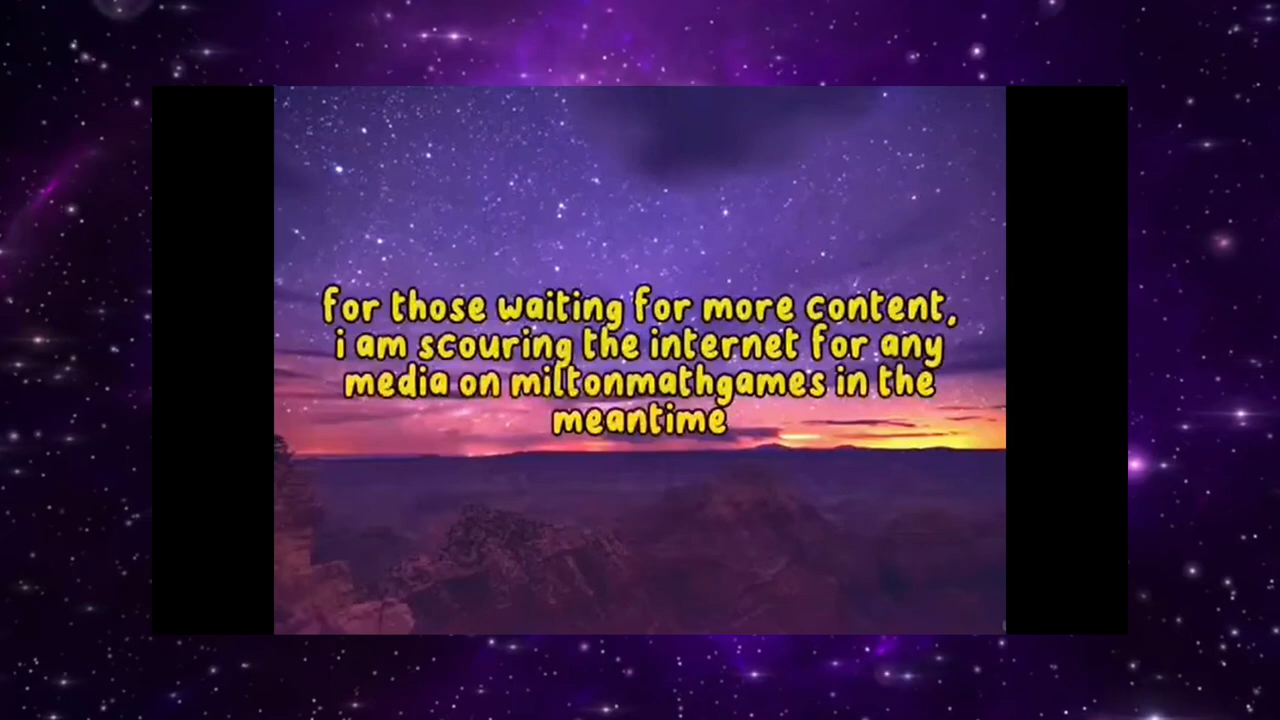 for those waiting for more content,
i am scouring the internet for any
media on miltonmathgames in the
meantime